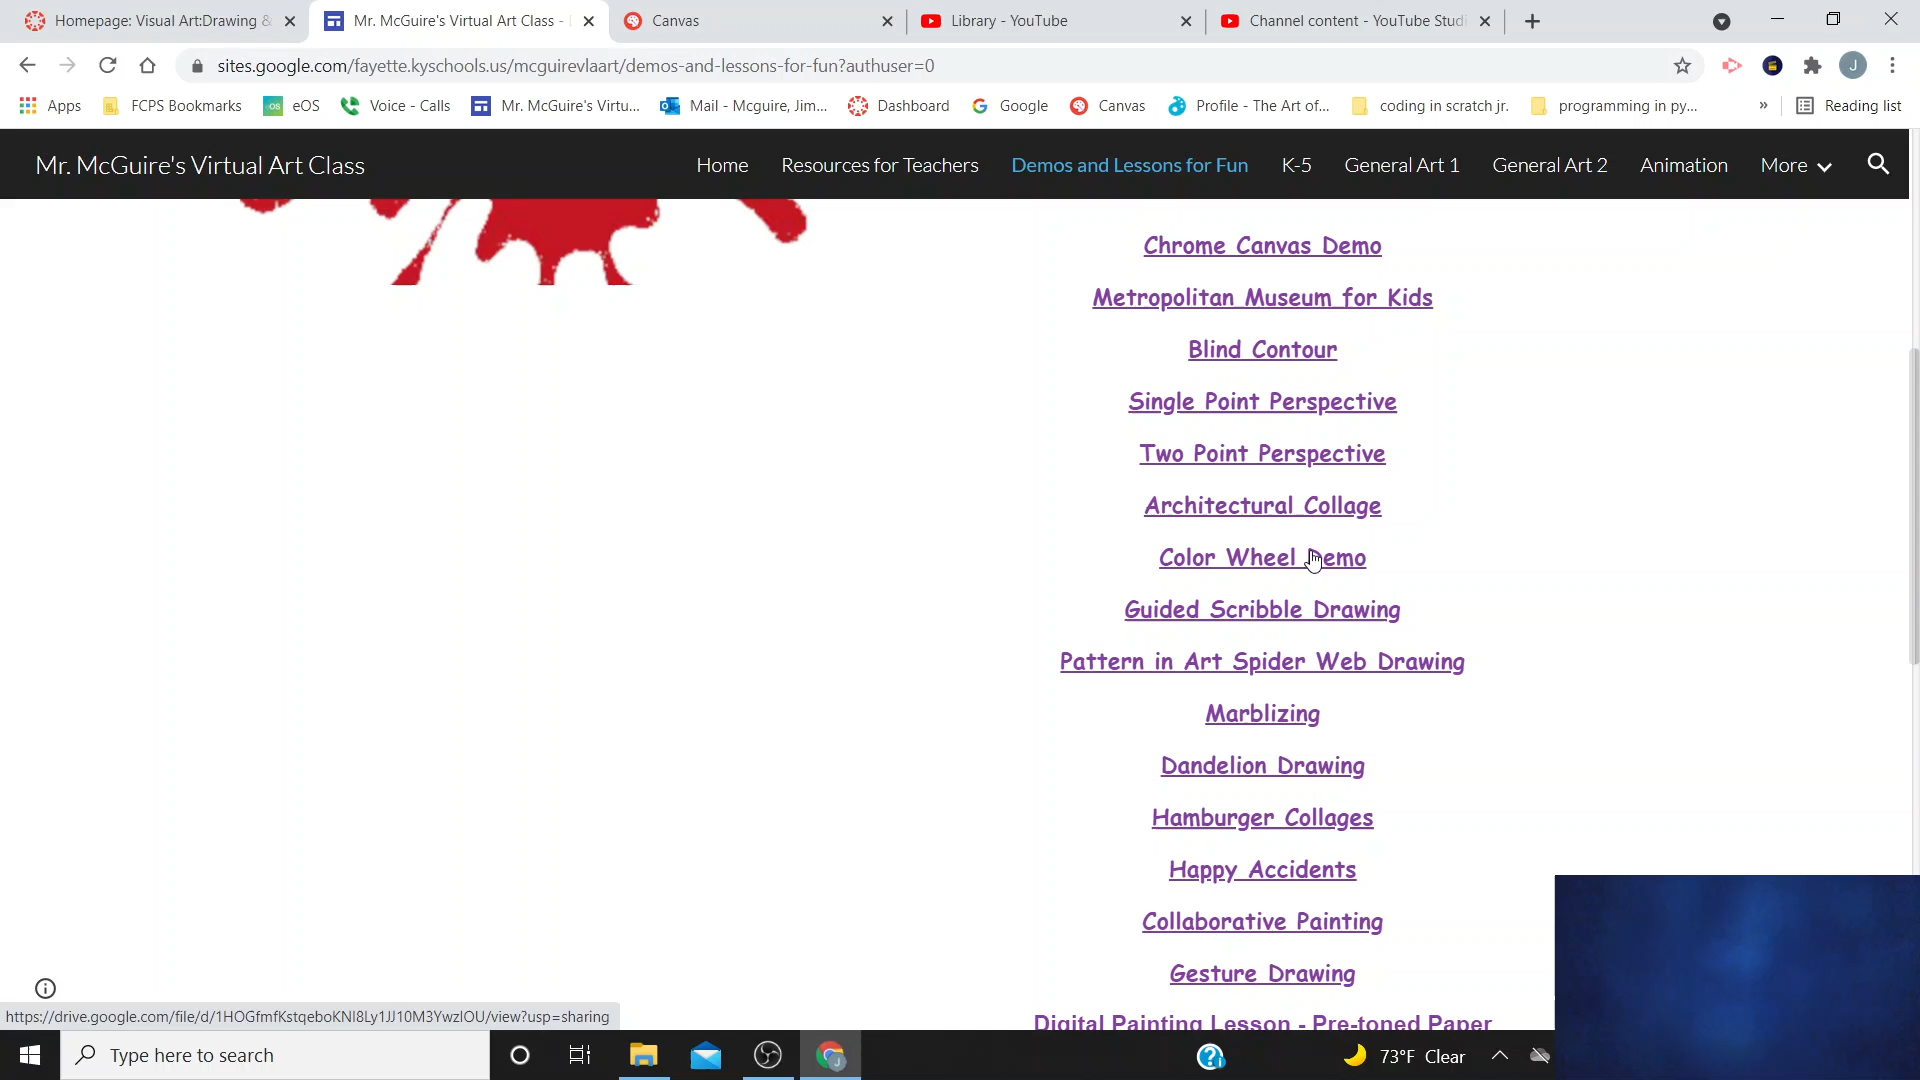 Homepage: Visual Art:Drawing &
Mr. McGuire's Virtual Art Class -
Canvas
Library - YouTube
Channel content - YouTube Studi
sites.google.com/fayette.kyschools.us/mcguirevlaart/demos-and-lessons-for-fun?authuser=0
J
Apps
FCPS Bookmarks
eOS
Voice - Calls
Mr. McGuire's Virtu...
Mail - Mcguire, Jim...
Dashboard
Google
Canvas
Profile - The Art of...
coding in scratch jr.
programming in py...
»
Reading list
Mr. McGuire's Virtual Art Class
Home
Resources for Teachers
Demos and Lessons for Fun
K-5
General Art 1
General Art 2
Animation
More
Chrome Canvas Demo
Metropolitan Museum for Kids
Blind Contour
Single Point Perspective
Two Point Perspective
Architectural Collage
Color Wheel Demo
Guided Scribble Drawing
Pattern in Art Spider Web Drawing
Marblizing
Dandelion Drawing
Hamburger Collages
Happy Accidents
Collaborative Painting
Gesture Drawing
Digital Painting Lesson - Pre-toned Paper
https://drive.google.com/file/d/1HOGfmfKstqeboKNI8Ly1JJ10M3YwzIOU/view?usp=sharing
Type here to search
73°F Clear